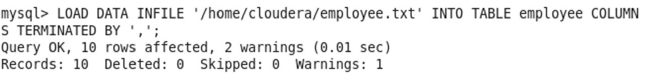 mysql> LOAD DATA INFILE '/home/cloudera/employee.txt' INTO TABLE employee COLUMN
S TERMINATED BY ',';
Query OK, 10 rows affected, 2 warnings (0.01 sec)
Records: 10  Deleted: 0  Skipped: 0  Warnings: 1